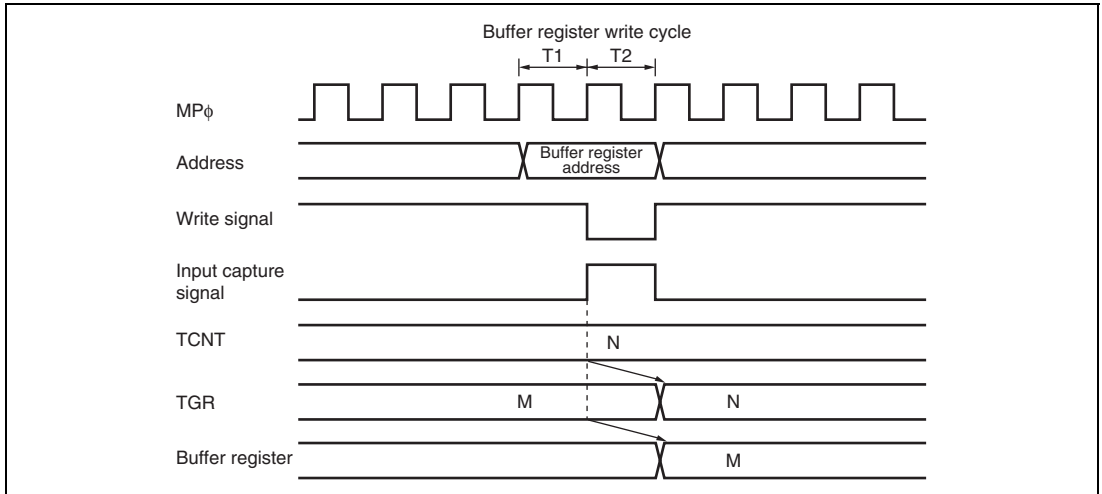 Buffer register write cycle
T1 T2
MPϕ
Address
Buffer register
address
Write signal
Input capture
signal
TCNT
N
TGR
M N
Buffer register
M